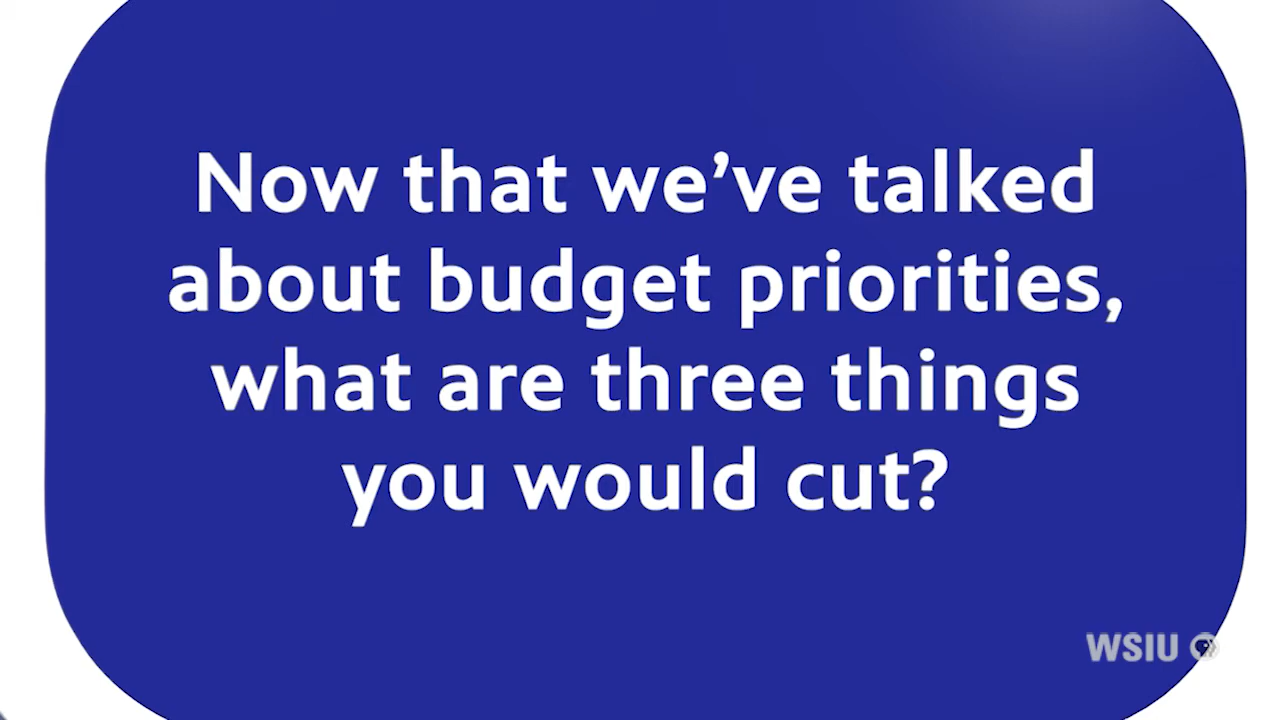 Now that we've talked
about budget priorities,
what are three things
you would cut?
WSIU